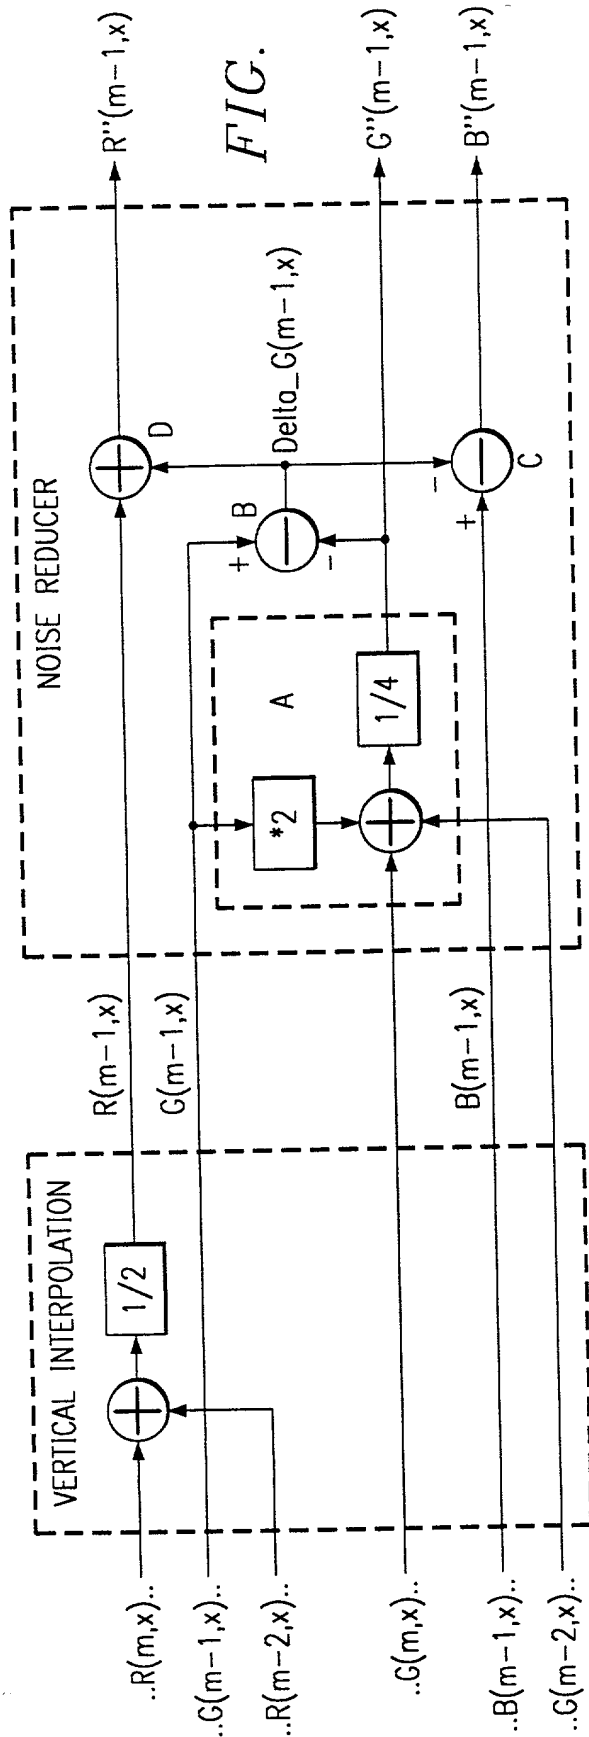 ..R(m,x)..
..G(m-1,x)..
..R(m-2,x)..
..G(m,x)..
..B(m-1,x)..
..G(m-2,x)..
VERTICAL INTERPOLATION
+
1/2
R(m-1,x)
G(m-1,x)
B(m-1,x)
NOISE REDUCER
*2
+
1/4
A
+
-
-
B
Delta_G(m-1,x)
+
D
+
-
-
C
R"(m-1,x)
FIG.
G"(m-1,x)
B"(m-1,x)